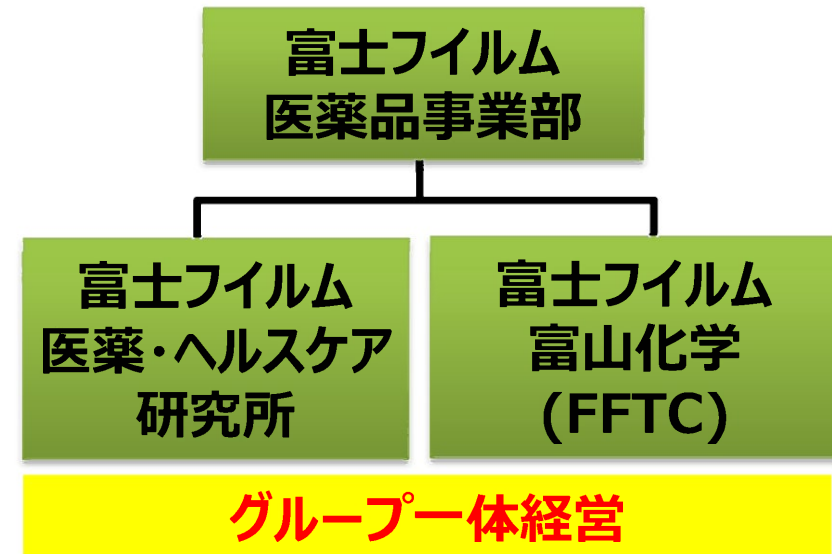 富士フイルム
医薬品事業部
富士フイルム
医薬・ヘルスケア
研究所
富士フイルム
富山化学
(FFTC)
グループ一体経営